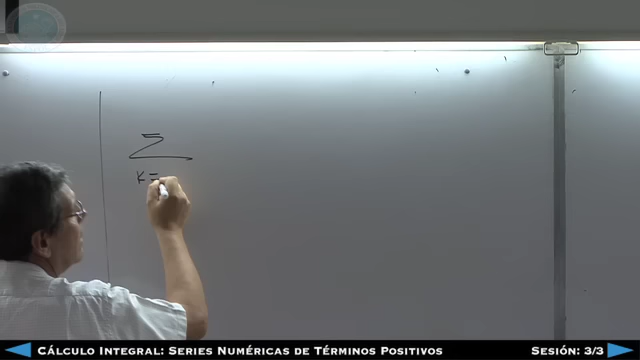 Σ
K=
Cálculo Integral: Series Numéricas de Términos Positivos
Sesión: 3/3